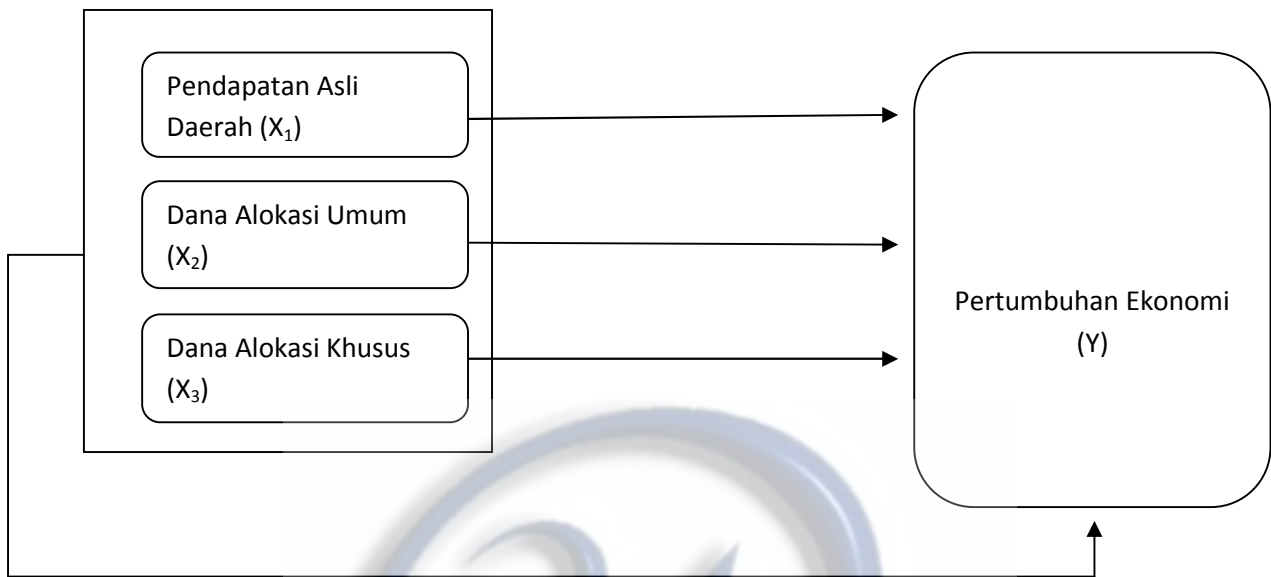 Pendapatan Asli
Daerah (X₁)
Dana Alokasi Umum
(X₂)
Dana Alokasi Khusus
(X₃)
Pertumbuhan Ekonomi
(Y)